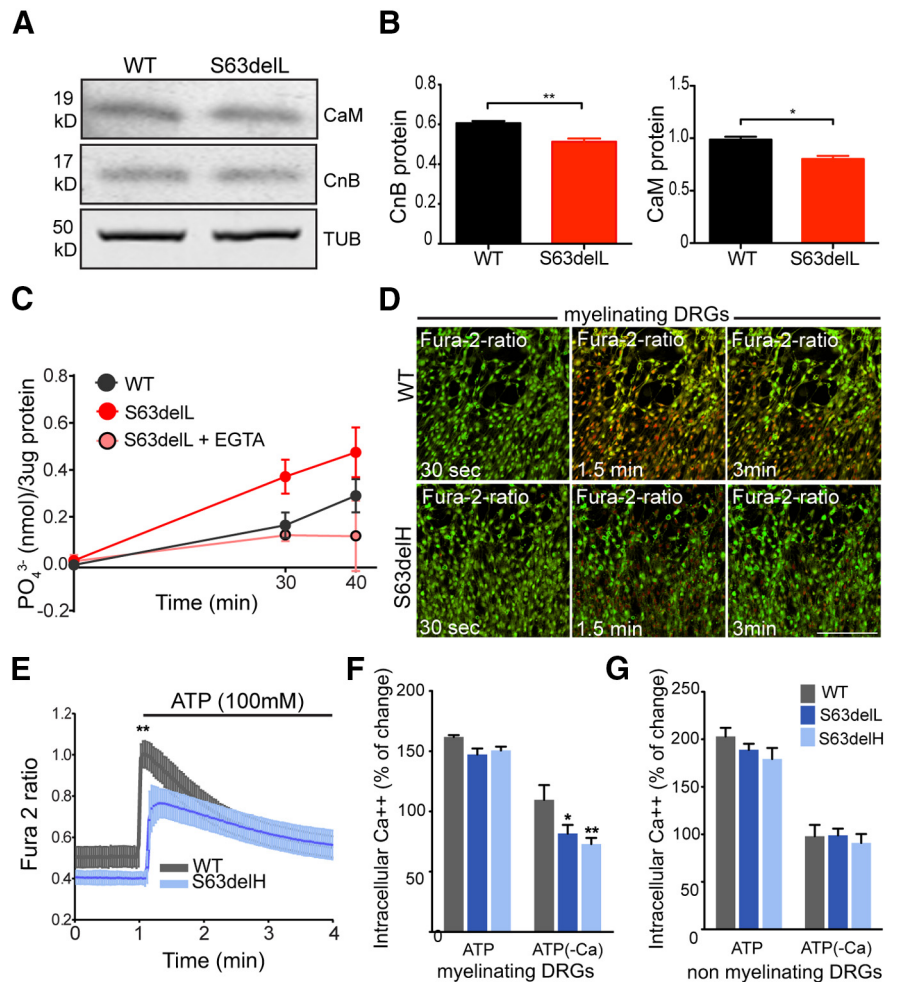 A
WT S63delL
19 kD CaM
17 kD CnB
50 kD TUB
B
CnB protein
0.8
0.6
0.4
0.2
0
**
WT S63delL
CaM protein
1.5
1.0
0.5
0
*
WT S63delL
C
PO₄³⁻ (nmol)/3ug protein
0.8
0.6
0.4
0.2
0.0
-0.2
WT
S63delL
S63delL + EGTA
30 40
Time (min)
D
myelinating DRGs
WT
Fura-2-ratio Fura-2-ratio Fura-2-ratio
30 sec 1.5 min 3min
S63delH
Fura-2-ratio Fura-2-ratio Fura-2-ratio
30 sec 1.5 min 3min
E
ATP (100mM)
Fura 2 ratio
1.2
1.0
0.8
0.6
0.4
0.2
**
WT
S63delH
0 1 2 3 4
Time (min)
F
Intracellular Ca++ (% of change)
200
150
100
50
0
* **
ATP ATP(-Ca)
myelinating DRGs
G
Intracellular Ca++ (% of change)
250
200
150
100
50
0
WT
S63delL
S63delH
ATP ATP(-Ca)
non myelinating DRGs